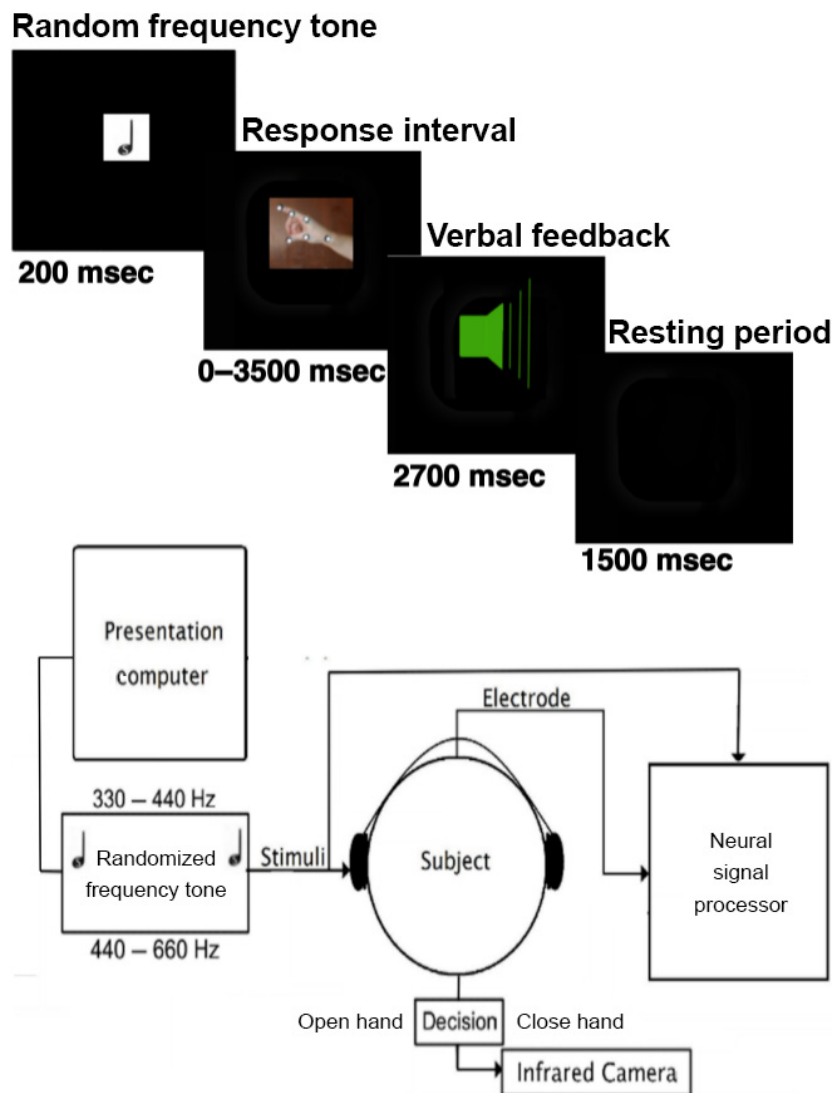 Random frequency tone
Response interval
Verbal feedback
Resting period
200 msec
0–3500 msec
2700 msec
1500 msec
Presentation
computer
Electrode
330 – 440 Hz
Randomized
frequency tone
Stimuli
Subject
Neural
signal
processor
440 – 660 Hz
Open hand
Decision
Close hand
Infrared Camera